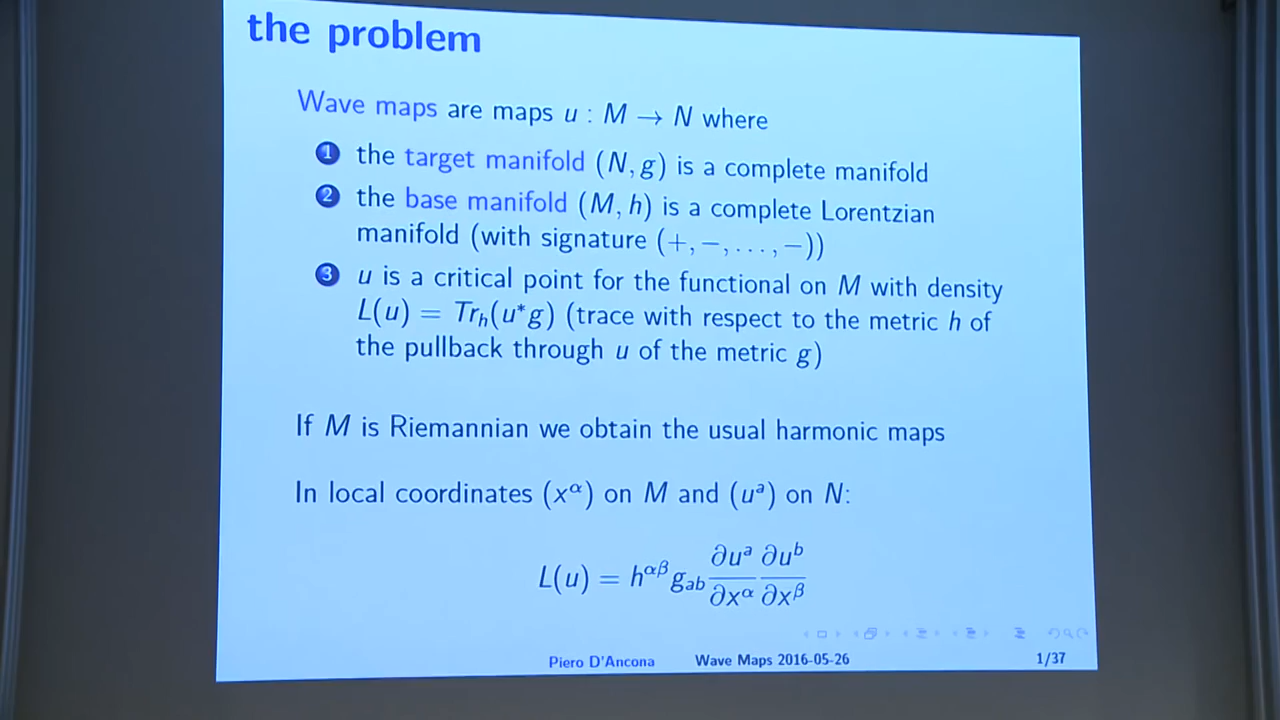 the problem
Wave maps are maps u : M → N where
1 the target manifold (N, g) is a complete manifold
2 the base manifold (M, h) is a complete Lorentzian
manifold (with signature (+, −, . . . , −))
3 u is a critical point for the functional on M with density
L(u) = Tr_h(u*g) (trace with respect to the metric h of
the pullback through u of the metric g)
If M is Riemannian we obtain the usual harmonic maps
In local coordinates (x^α) on M and (u^a) on N:
L(u) = h^{αβ} g_{ab} ∂u^a/∂x^α ∂u^b/∂x^β
Piero D'Ancona Wave Maps 2016-05-26 1/37